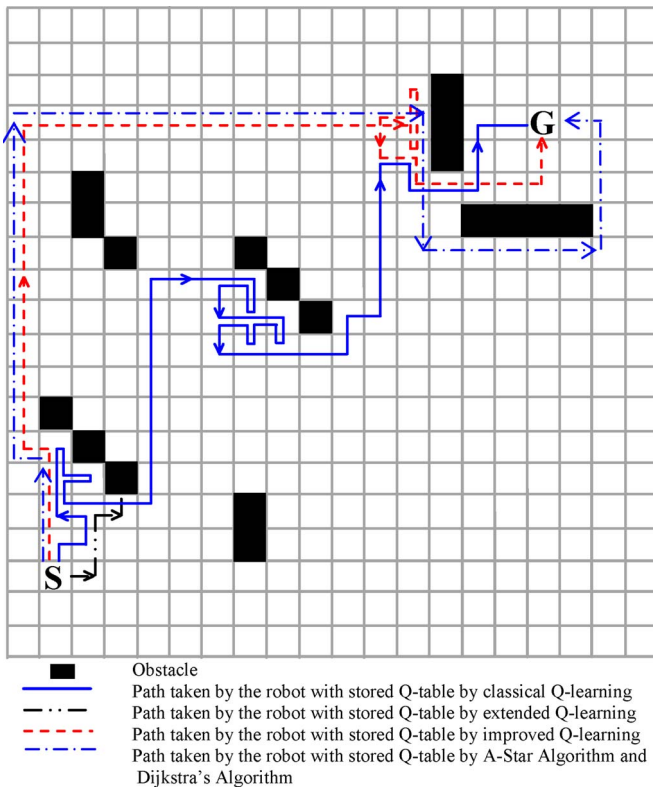 G
S
Obstacle
Path taken by the robot with stored Q-table by classical Q-learning
Path taken by the robot with stored Q-table by extended Q-learning
Path taken by the robot with stored Q-table by improved Q-learning
Path taken by the robot with stored Q-table by A-Star Algorithm and
Dijkstra's Algorithm